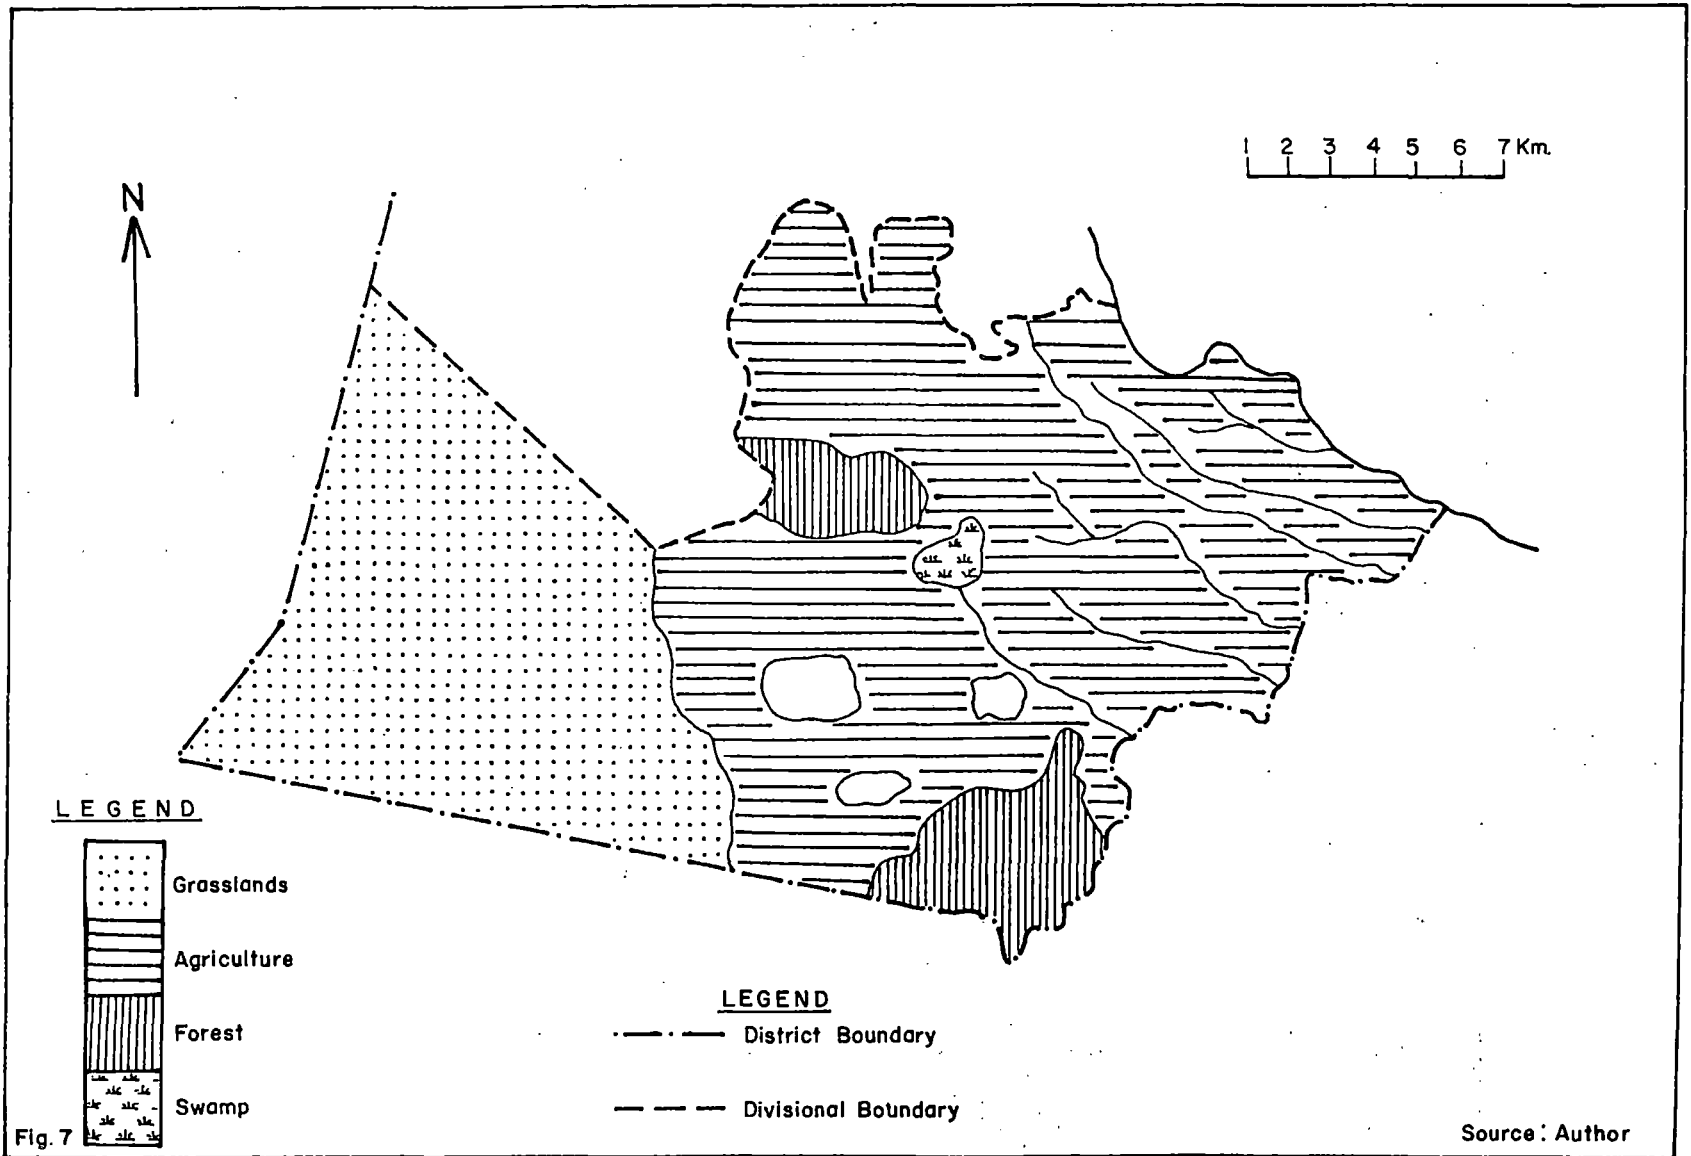 1 2 3 4 5 6 7 Km.
N
LEGEND
Grasslands
Agriculture
Forest
Swamp
LEGEND
District Boundary
Divisional Boundary
Fig. 7
Source: Author